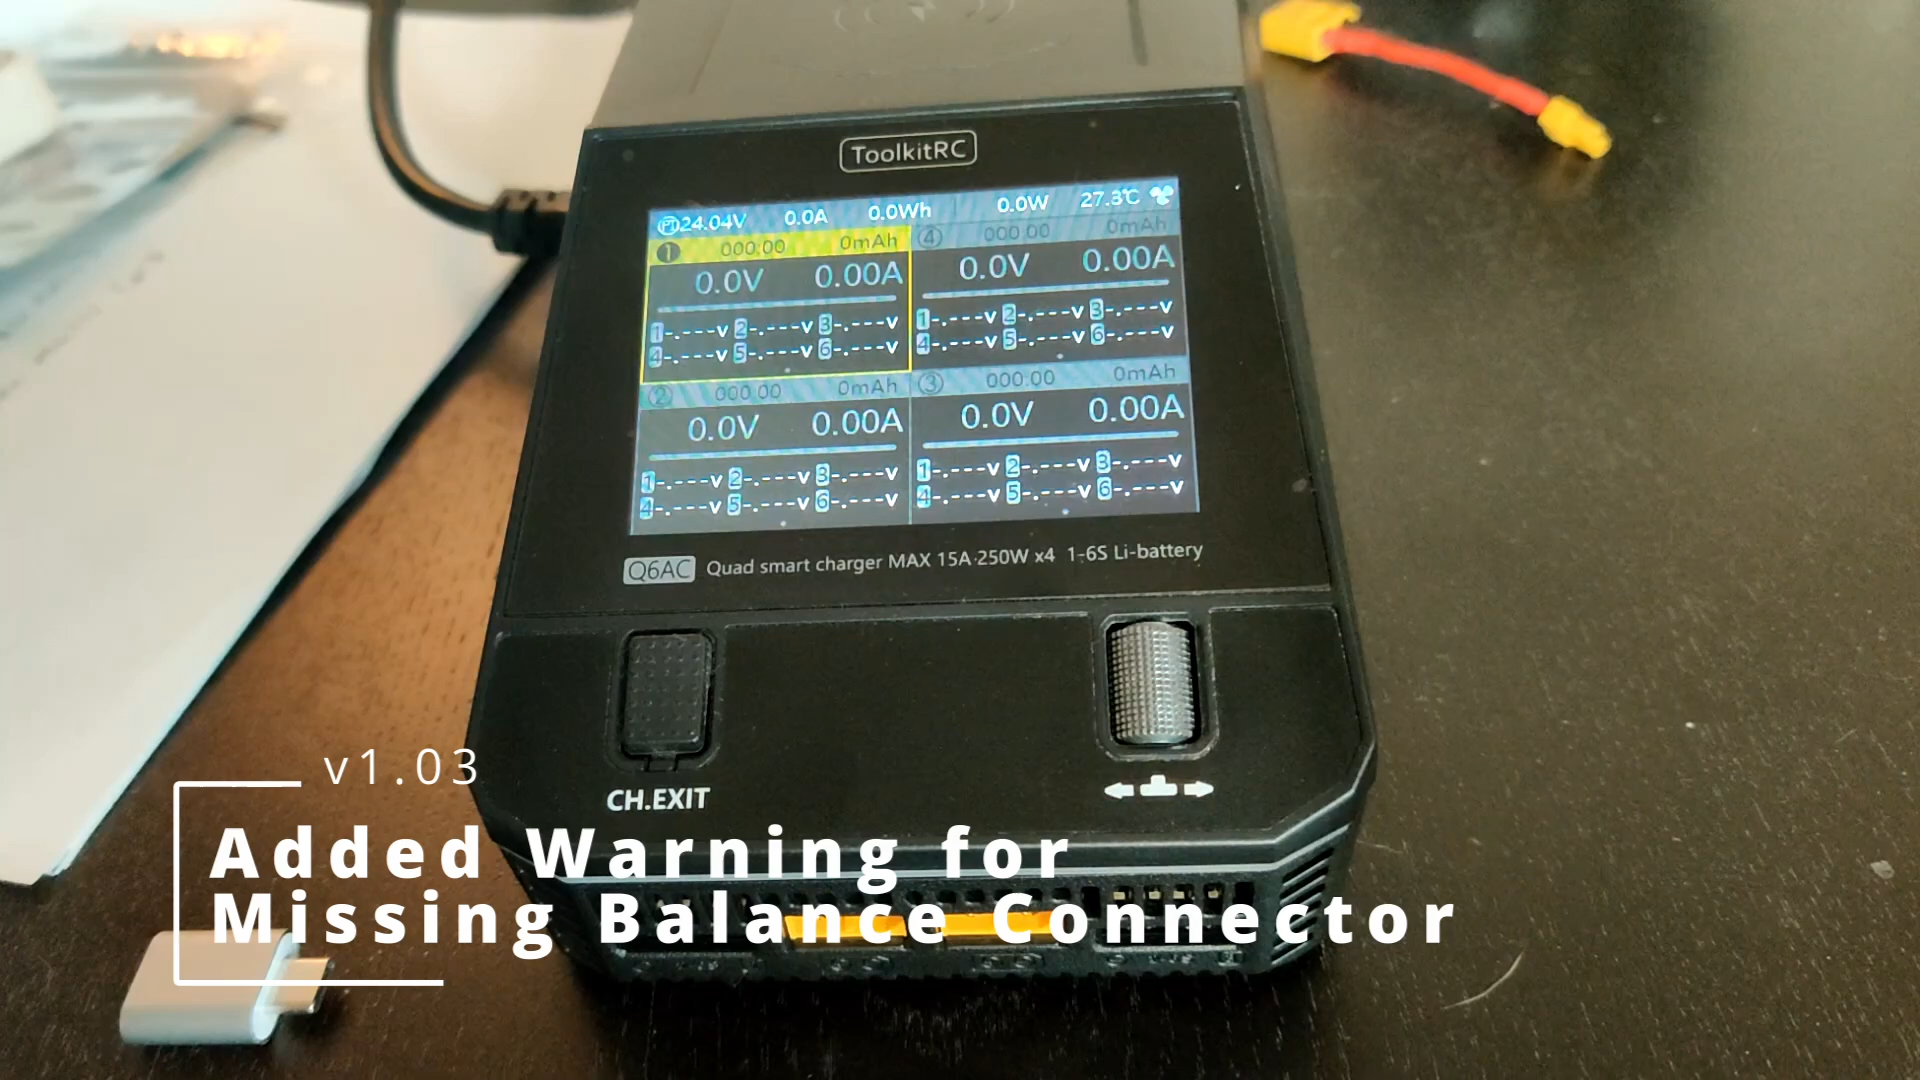 ToolkitRC
24.04V 0.0A 0.0Wh 0.0W 27.3℃
1 000:00 0mAh
0.0V 0.00A
1-.---V 2-.---V 3-.---V
4-.---V 5-.---V 6-.---V
4 000:00 0mAh
0.0V 0.00A
1-.---V 2-.---V 3-.---V
4-.---V 5-.---V 6-.---V
2 000:00 0mAh
0.0V 0.00A
1-.---V 2-.---V 3-.---V
4-.---V 5-.---V 6-.---V
3 000:00 0mAh
0.0V 0.00A
1-.---V 2-.---V 3-.---V
4-.---V 5-.---V 6-.---V
Q6AC Quad smart charger MAX 15A·250W x4 1-6S Li-battery
CH.EXIT
v1.03
Added Warning for
Missing Balance Connector